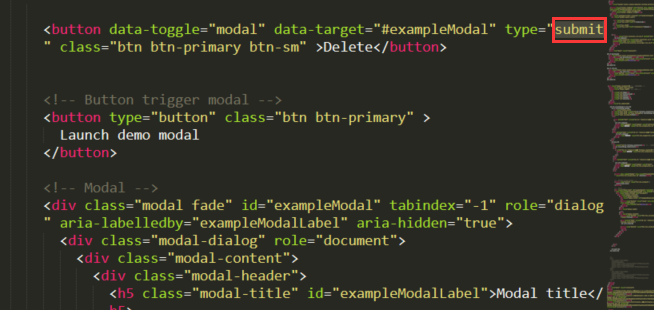 <button data-toggle="modal" data-target="#exampleModal" type="submit
" class="btn btn-primary btn-sm" >Delete</button>
<!-- Button trigger modal -->
<button type="button" class="btn btn-primary" >
Launch demo modal
</button>
<!-- Modal -->
<div class="modal fade" id="exampleModal" tabindex="-1" role="dialog
" aria-labelledby="exampleModalLabel" aria-hidden="true">
<div class="modal-dialog" role="document">
<div class="modal-content">
<div class="modal-header">
<h5 class="modal-title" id="exampleModalLabel">Modal title</
h5>